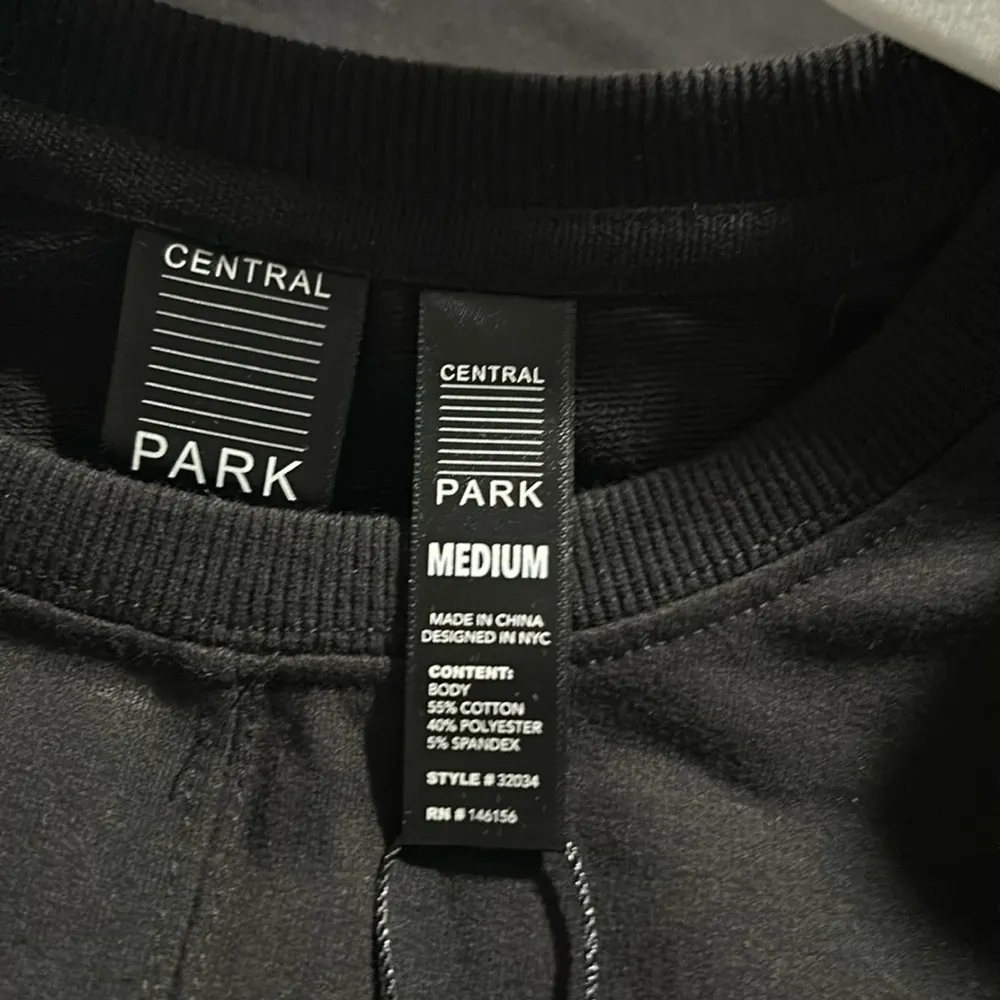 CENTRAL
PARK
CENTRAL
PARK
MEDIUM
MADE IN CHINA
DESIGNED IN NYC
CONTENT:
BODY
55% COTTON
40% POLYESTER
5% SPANDEX
STYLE # 32034
RN # 146156